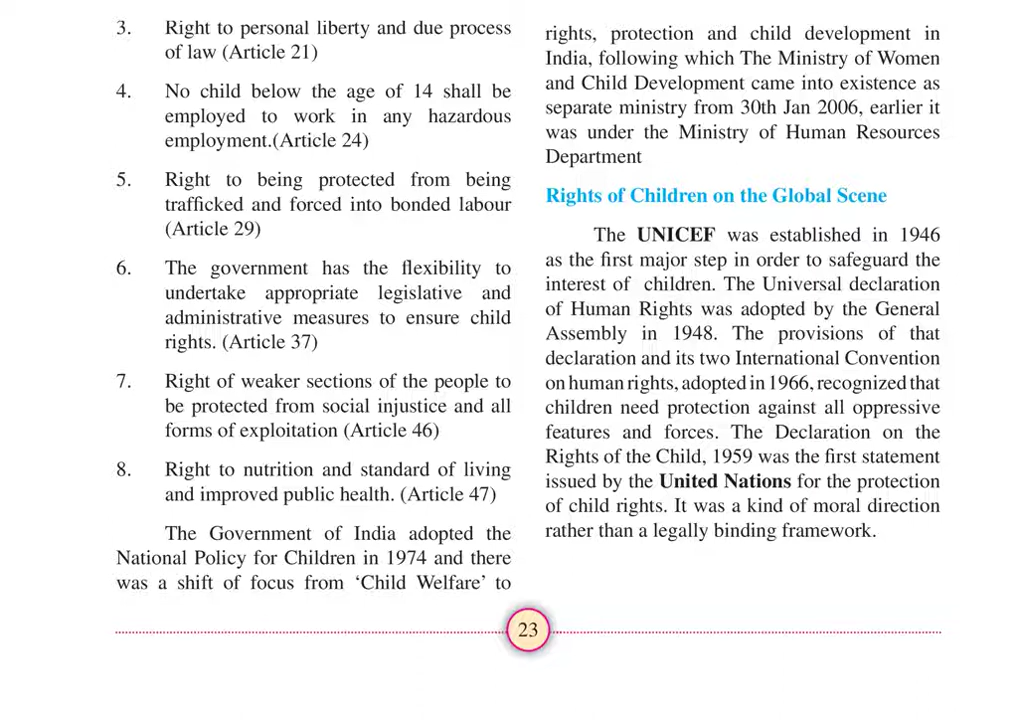 3. Right to personal liberty and due process
of law (Article 21)
4. No child below the age of 14 shall be
employed to work in any hazardous
employment.(Article 24)
5. Right to being protected from being
trafficked and forced into bonded labour
(Article 29)
6. The government has the flexibility to
undertake appropriate legislative and
administrative measures to ensure child
rights. (Article 37)
7. Right of weaker sections of the people to
be protected from social injustice and all
forms of exploitation (Article 46)
8. Right to nutrition and standard of living
and improved public health. (Article 47)
The Government of India adopted the
National Policy for Children in 1974 and there
was a shift of focus from ‘Child Welfare’ to
rights, protection and child development in
India, following which The Ministry of Women
and Child Development came into existence as
separate ministry from 30th Jan 2006, earlier it
was under the Ministry of Human Resources
Department
Rights of Children on the Global Scene
The UNICEF was established in 1946
as the first major step in order to safeguard the
interest of children. The Universal declaration
of Human Rights was adopted by the General
Assembly in 1948. The provisions of that
declaration and its two International Convention
on human rights, adopted in 1966, recognized that
children need protection against all oppressive
features and forces. The Declaration on the
Rights of the Child, 1959 was the first statement
issued by the United Nations for the protection
of child rights. It was a kind of moral direction
rather than a legally binding framework.
23